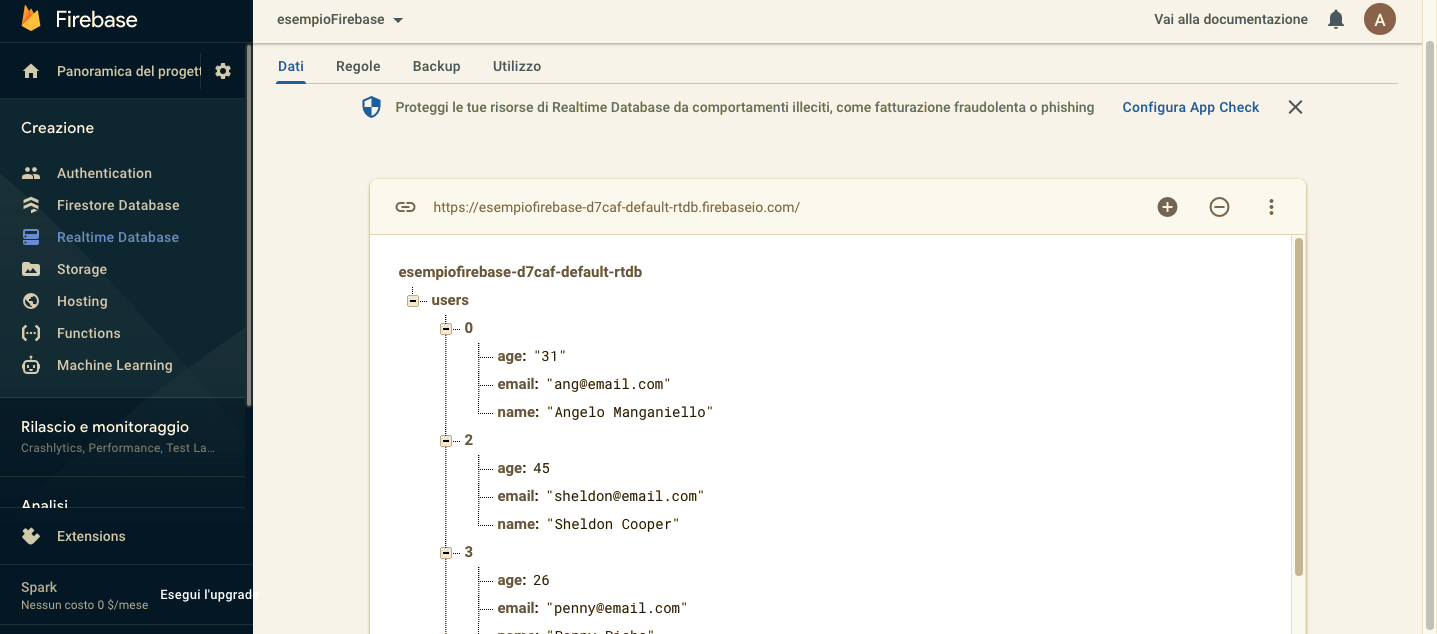 Firebase
esempioFirebase
Vai alla documentazione
A
Panoramica del proget
Dati
Regole
Backup
Utilizzo
Proteggi le tue risorse di Realtime Database da comportamenti illeciti, come fatturazione fraudolenta o phishing
Configura App Check
Creazione
Authentication
Firestore Database
Realtime Database
Storage
Hosting
Functions
Machine Learning
Rilascio e monitoraggio
Crashlytics, Performance, Test La...
Analisi
Extensions
Spark
Nessun costo 0 $/mese
Esegui l'upgrade
https://esempiofirebase-d7caf-default-rtdb.firebaseio.com/
esempiofirebase-d7caf-default-rtdb
users
0
age: "31"
email: "ang@email.com"
name: "Angelo Manganiello"
2
age: 45
email: "sheldon@email.com"
name: "Sheldon Cooper"
3
age: 26
email: "penny@email.com"
name: "Penny